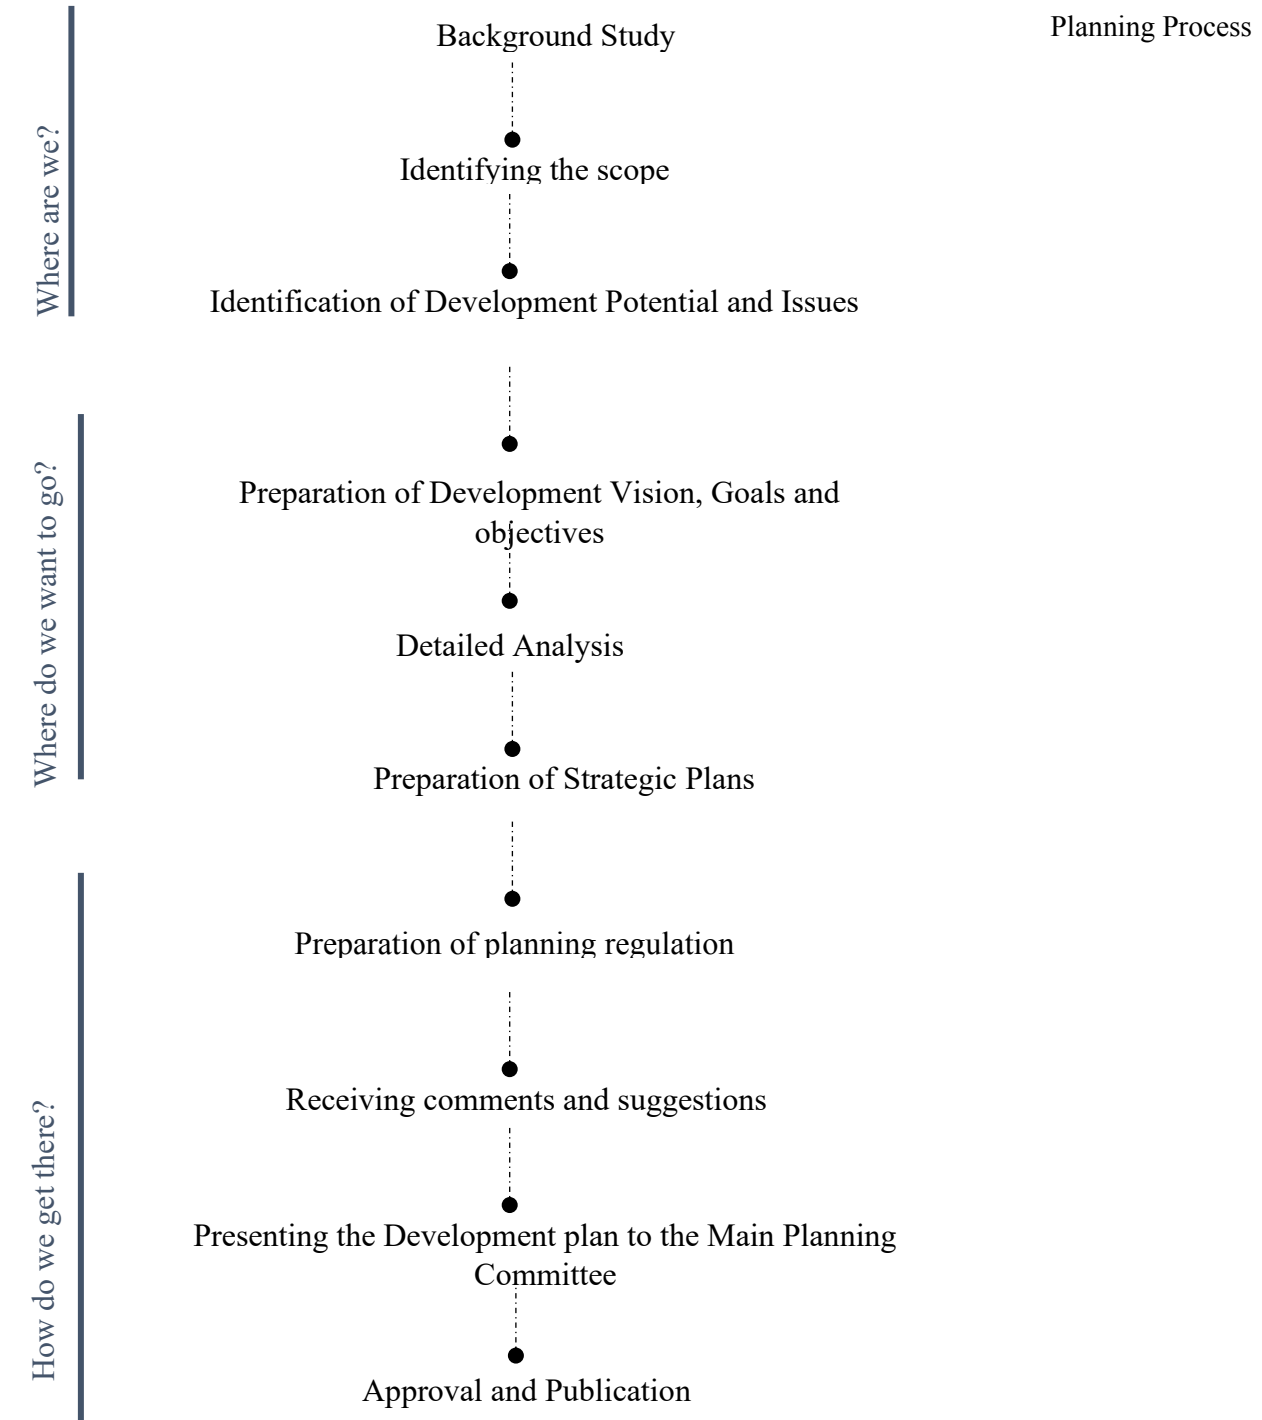 Planning Process
Where are we?
Background Study
Identifying the scope
Identification of Development Potential and Issues
Where do we want to go?
Preparation of Development Vision, Goals and
objectives
Detailed Analysis
Preparation of Strategic Plans
How do we get there?
Preparation of planning regulation
Receiving comments and suggestions
Presenting the Development plan to the Main Planning
Committee
Approval and Publication